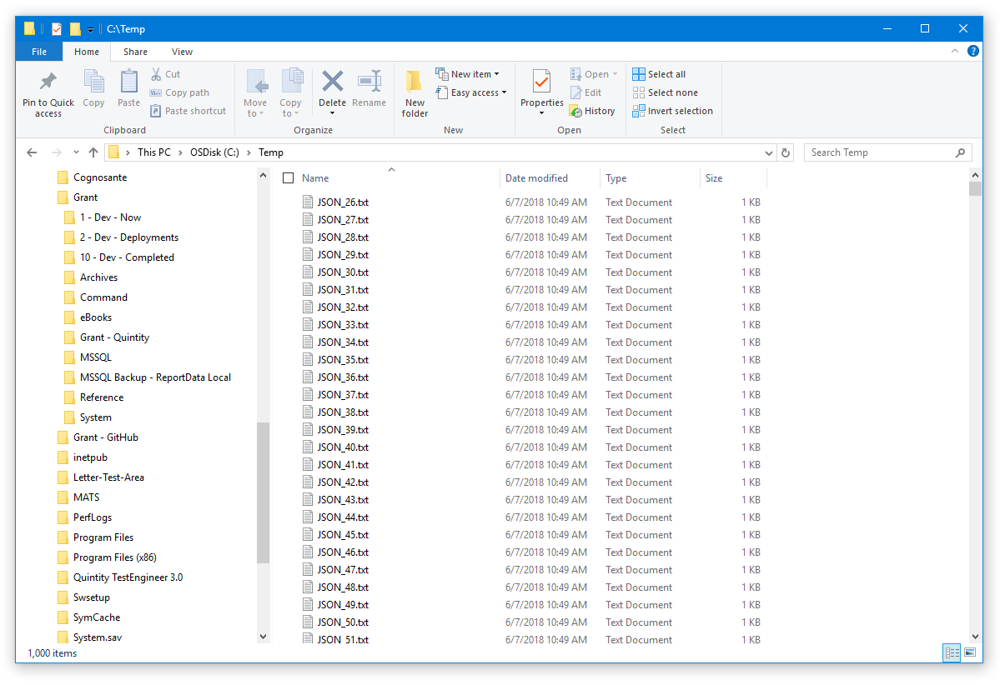 C:\Temp
File Home Share View
Pin to Quick access
Copy
Paste
Cut
Copy path
Paste shortcut
Clipboard
Move to
Copy to
Delete
Rename
Organize
New folder
New item
Easy access
New
Properties
Open
Edit
History
Open
Select all
Select none
Invert selection
Select
This PC > OSDisk (C:) > Temp
Search Temp
Cognosante
Grant
1 - Dev - Now
2 - Dev - Deployments
10 - Dev - Completed
Archives
Command
eBooks
Grant - Quintity
MSSQL
MSSQL Backup - ReportData Local
Reference
System
Grant - GitHub
inetpub
Letter-Test-Area
MATS
PerfLogs
Program Files
Program Files (x86)
Quintity TestEngineer 3.0
Swsetup
SymCache
System.sav
Name Date modified Type Size
JSON_26.txt 6/7/2018 10:49 AM Text Document 1 KB
JSON_27.txt 6/7/2018 10:49 AM Text Document 1 KB
JSON_28.txt 6/7/2018 10:49 AM Text Document 1 KB
JSON_29.txt 6/7/2018 10:49 AM Text Document 1 KB
JSON_30.txt 6/7/2018 10:49 AM Text Document 1 KB
JSON_31.txt 6/7/2018 10:49 AM Text Document 1 KB
JSON_32.txt 6/7/2018 10:49 AM Text Document 1 KB
JSON_33.txt 6/7/2018 10:49 AM Text Document 1 KB
JSON_34.txt 6/7/2018 10:49 AM Text Document 1 KB
JSON_35.txt 6/7/2018 10:49 AM Text Document 1 KB
JSON_36.txt 6/7/2018 10:49 AM Text Document 1 KB
JSON_37.txt 6/7/2018 10:49 AM Text Document 1 KB
JSON_38.txt 6/7/2018 10:49 AM Text Document 1 KB
JSON_39.txt 6/7/2018 10:49 AM Text Document 1 KB
JSON_40.txt 6/7/2018 10:49 AM Text Document 1 KB
JSON_41.txt 6/7/2018 10:49 AM Text Document 1 KB
JSON_42.txt 6/7/2018 10:49 AM Text Document 1 KB
JSON_43.txt 6/7/2018 10:49 AM Text Document 1 KB
JSON_44.txt 6/7/2018 10:49 AM Text Document 1 KB
JSON_45.txt 6/7/2018 10:49 AM Text Document 1 KB
JSON_46.txt 6/7/2018 10:49 AM Text Document 1 KB
JSON_47.txt 6/7/2018 10:49 AM Text Document 1 KB
JSON_48.txt 6/7/2018 10:49 AM Text Document 1 KB
JSON_49.txt 6/7/2018 10:49 AM Text Document 1 KB
JSON_50.txt 6/7/2018 10:49 AM Text Document 1 KB
JSON_51.txt 6/7/2018 10:49 AM Text Document 1 KB
1,000 items